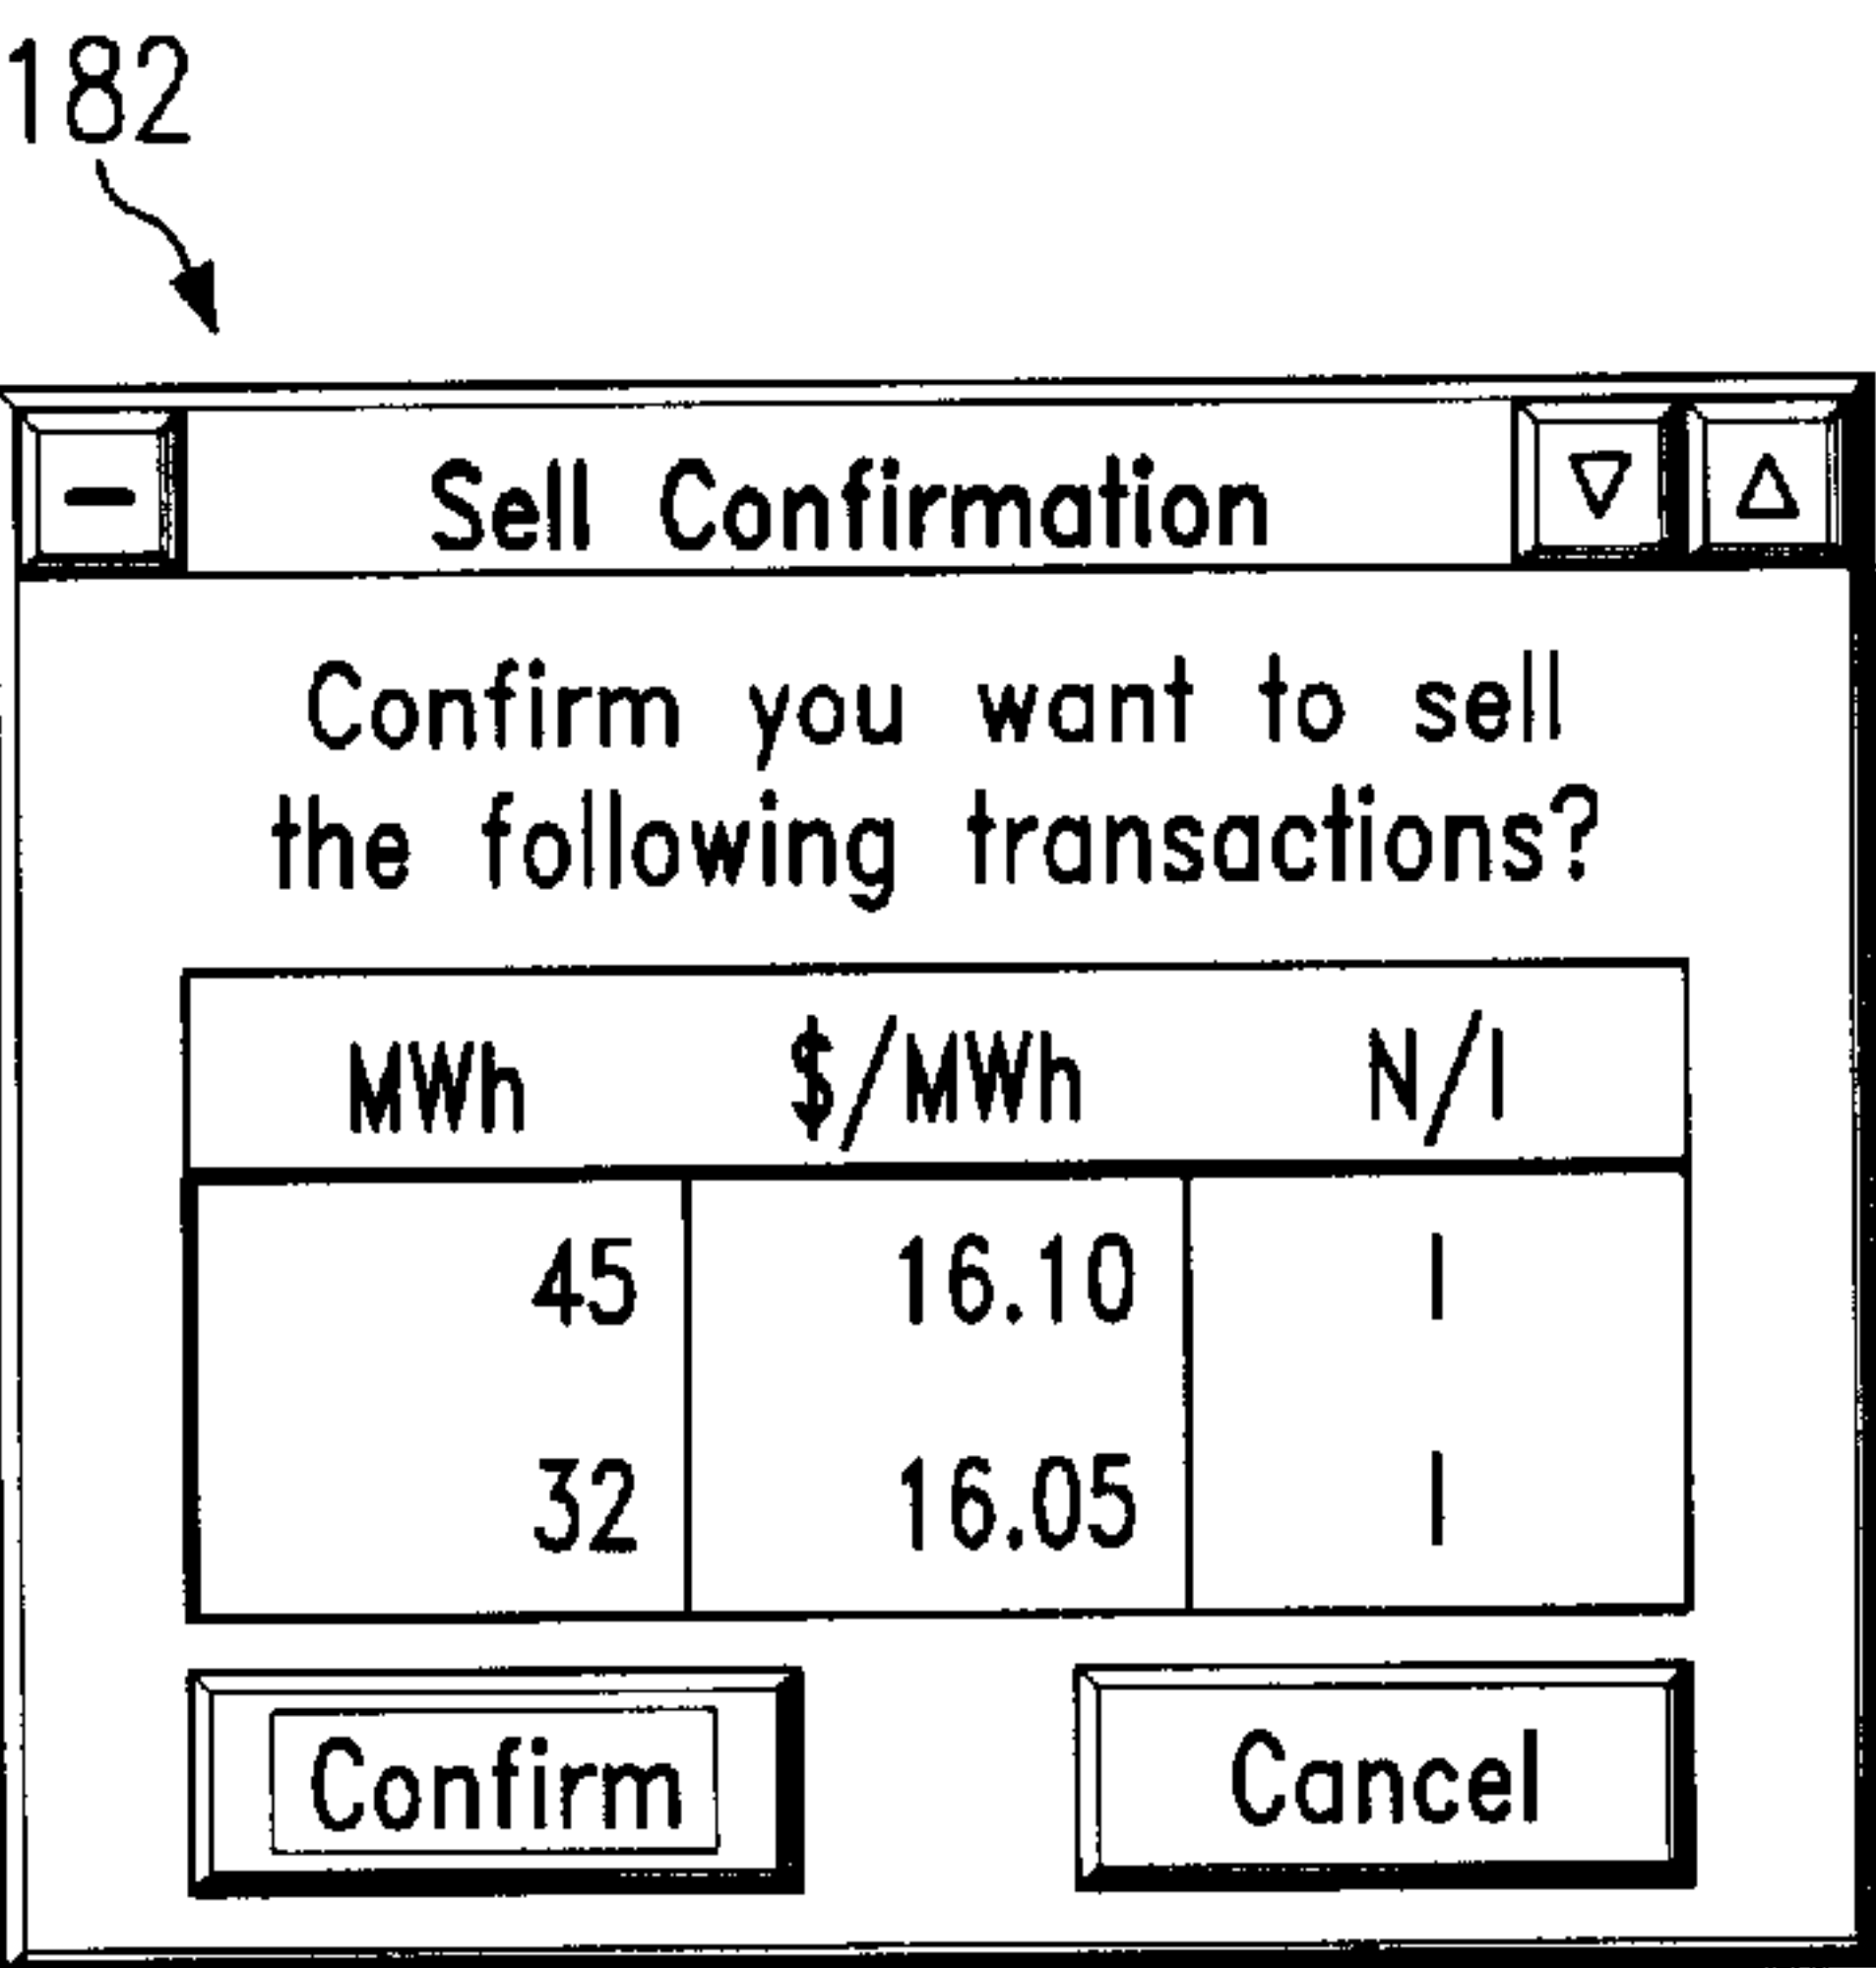 182
Sell Confirmation
Confirm you want to sell
the following transactions?
MWh $/MWh N/I
45 16.10 I
32 16.05 I
Confirm Cancel